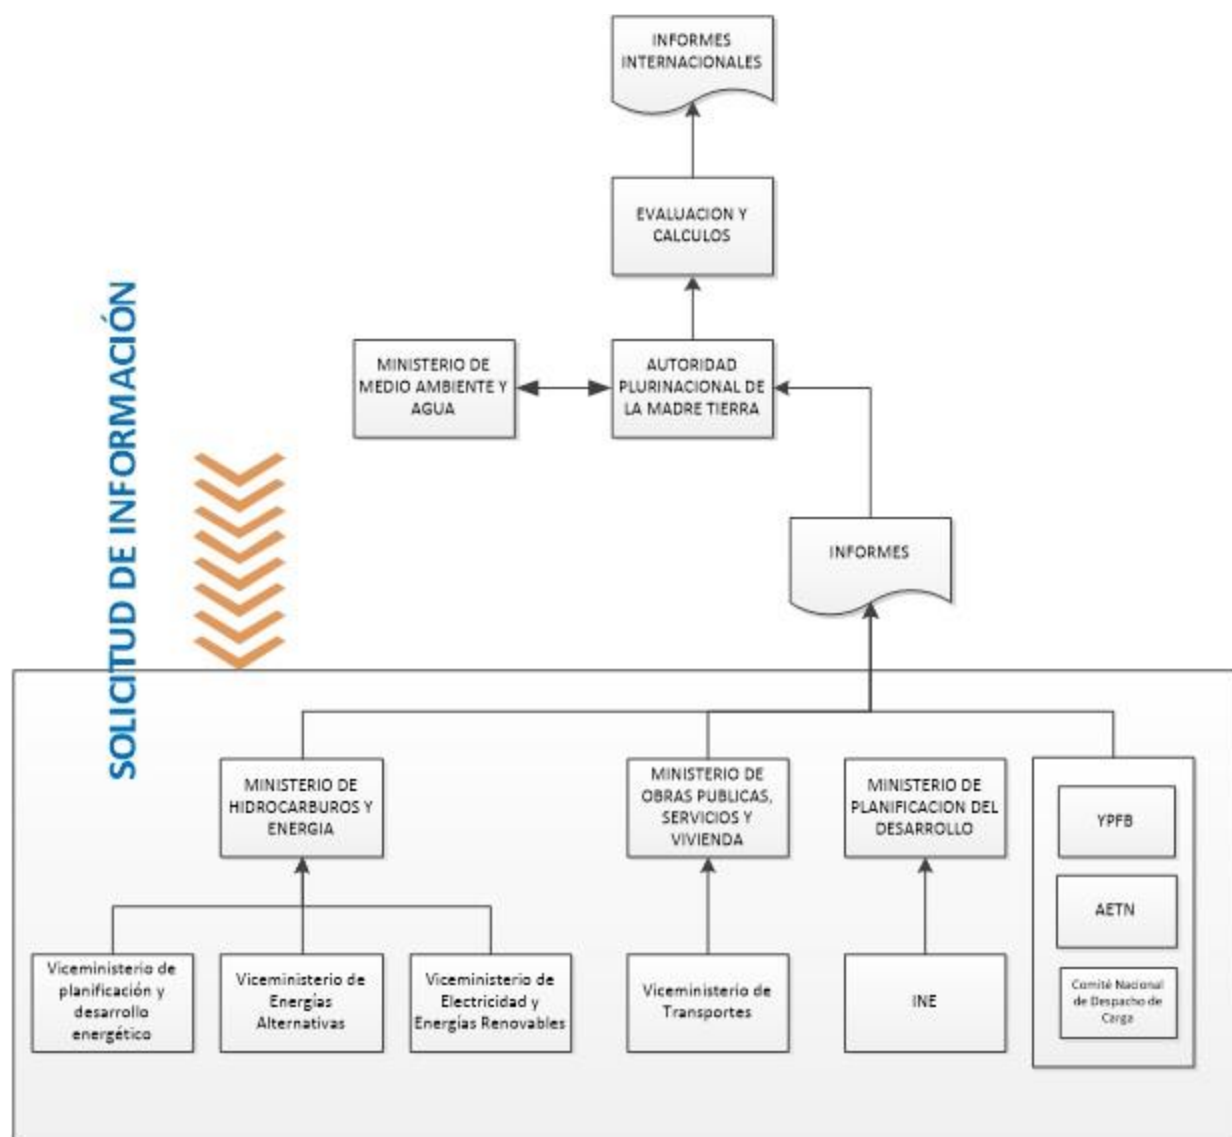 INFORMES
INTERNACIONALES
EVALUACION Y
CALCULOS
MINISTERIO DE
MEDIO AMBIENTE Y
AGUA
AUTORIDAD
PLURINACIONAL DE
LA MADRE TIERRA
SOLICITUD DE INFORMACIÓN
INFORMES
MINISTERIO DE
HIDROCARBUROS Y
ENERGIA
MINISTERIO DE
OBRAS PUBLICAS,
SERVICIOS Y
VIVIENDA
MINISTERIO DE
PLANIFICACION DEL
DESARROLLO
YPFB
AETN
Comité Nacional
de Despacho de
Carga
Viceministerio de
planificación y
desarrollo
energético
Viceministerio de
Energías
Alternativas
Viceministerio de
Electricidad y
Energías Renovables
Viceministerio de
Transportes
INE